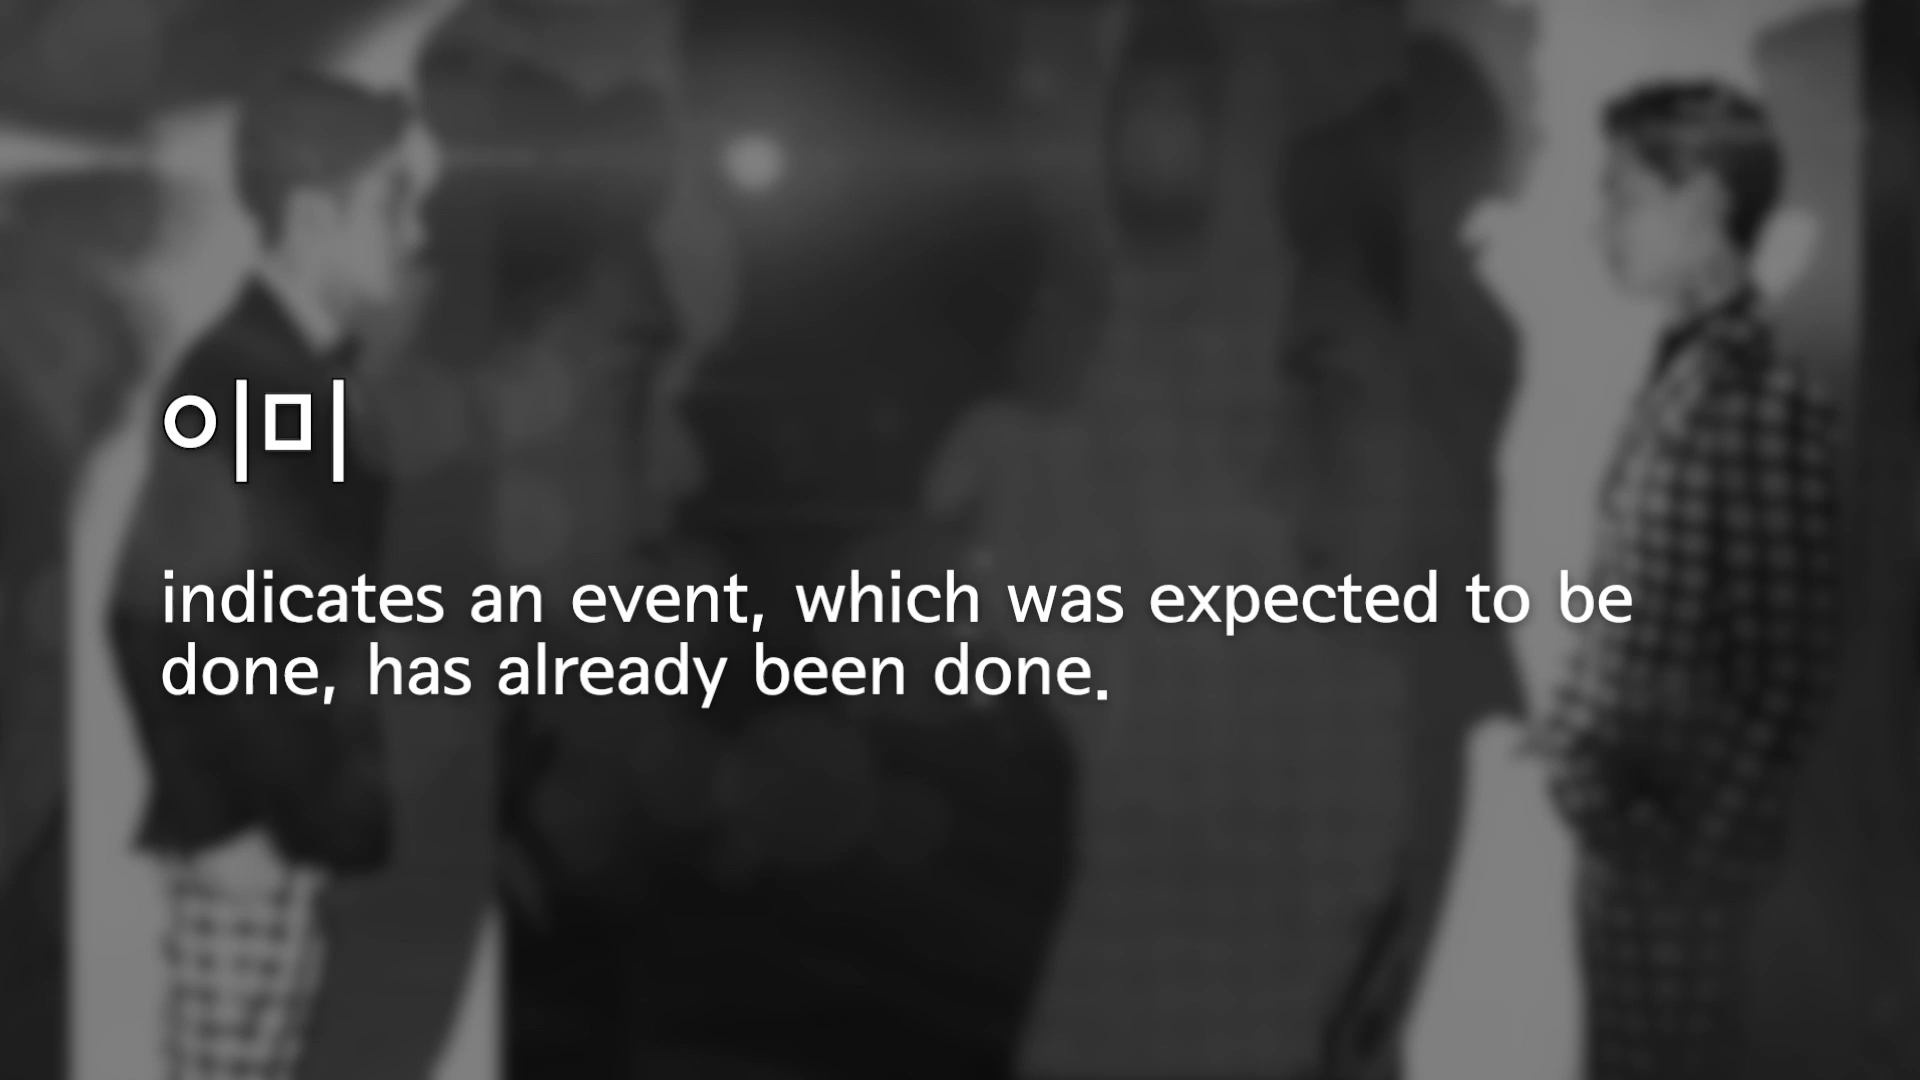 이미
indicates an event, which was expected to be
done, has already been done.